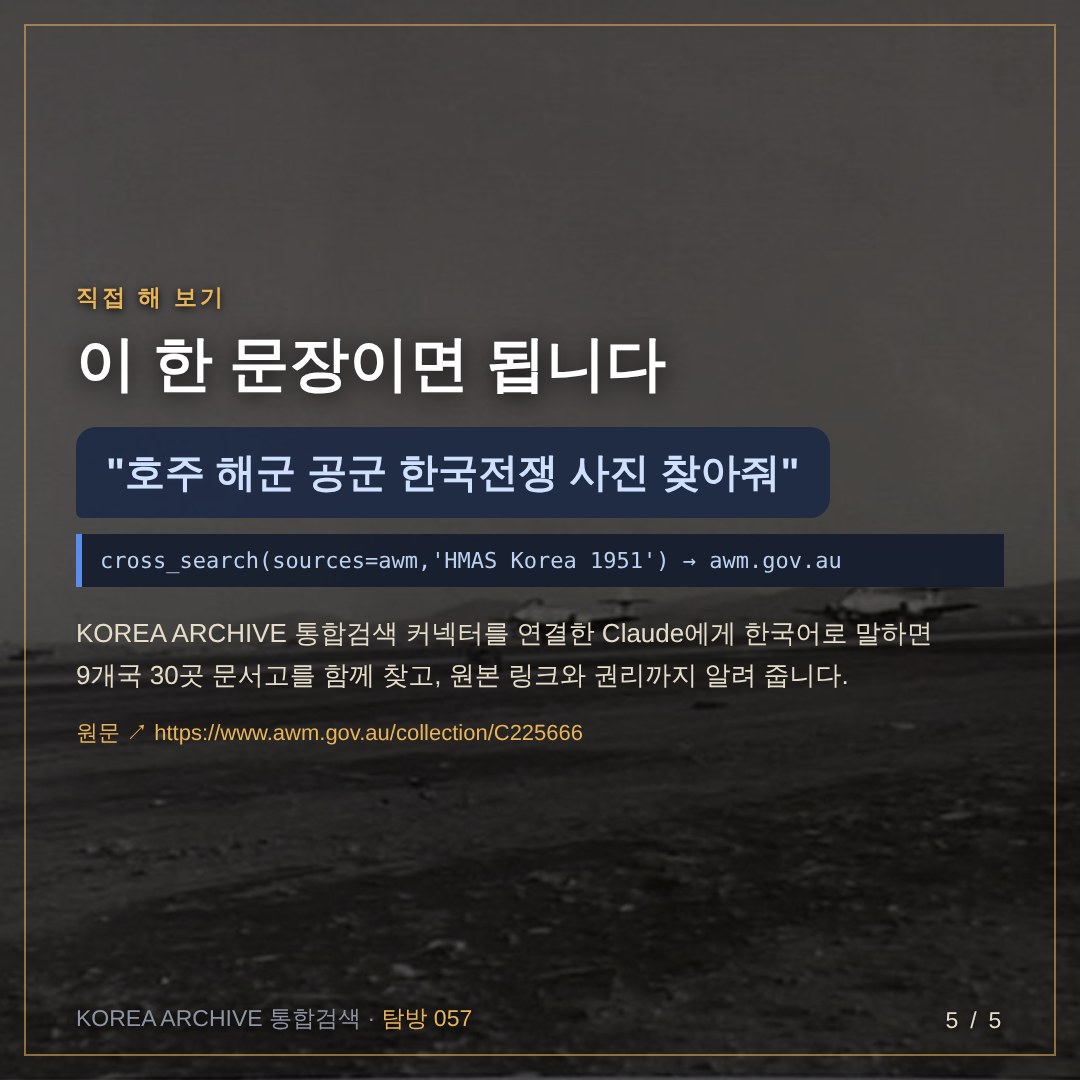 직접 해 보기
이 한 문장이면 됩니다
"호주 해군 공군 한국전쟁 사진 찾아줘"
cross_search(sources=awm,'HMAS Korea 1951') → awm.gov.au
KOREA ARCHIVE 통합검색 커넥터를 연결한 Claude에게 한국어로 말하면
9개국 30곳 문서고를 함께 찾고, 원본 링크와 권리까지 알려 줍니다.
원문 ↗ https://www.awm.gov.au/collection/C225666
KOREA ARCHIVE 통합검색 · 탐방 057
5 / 5